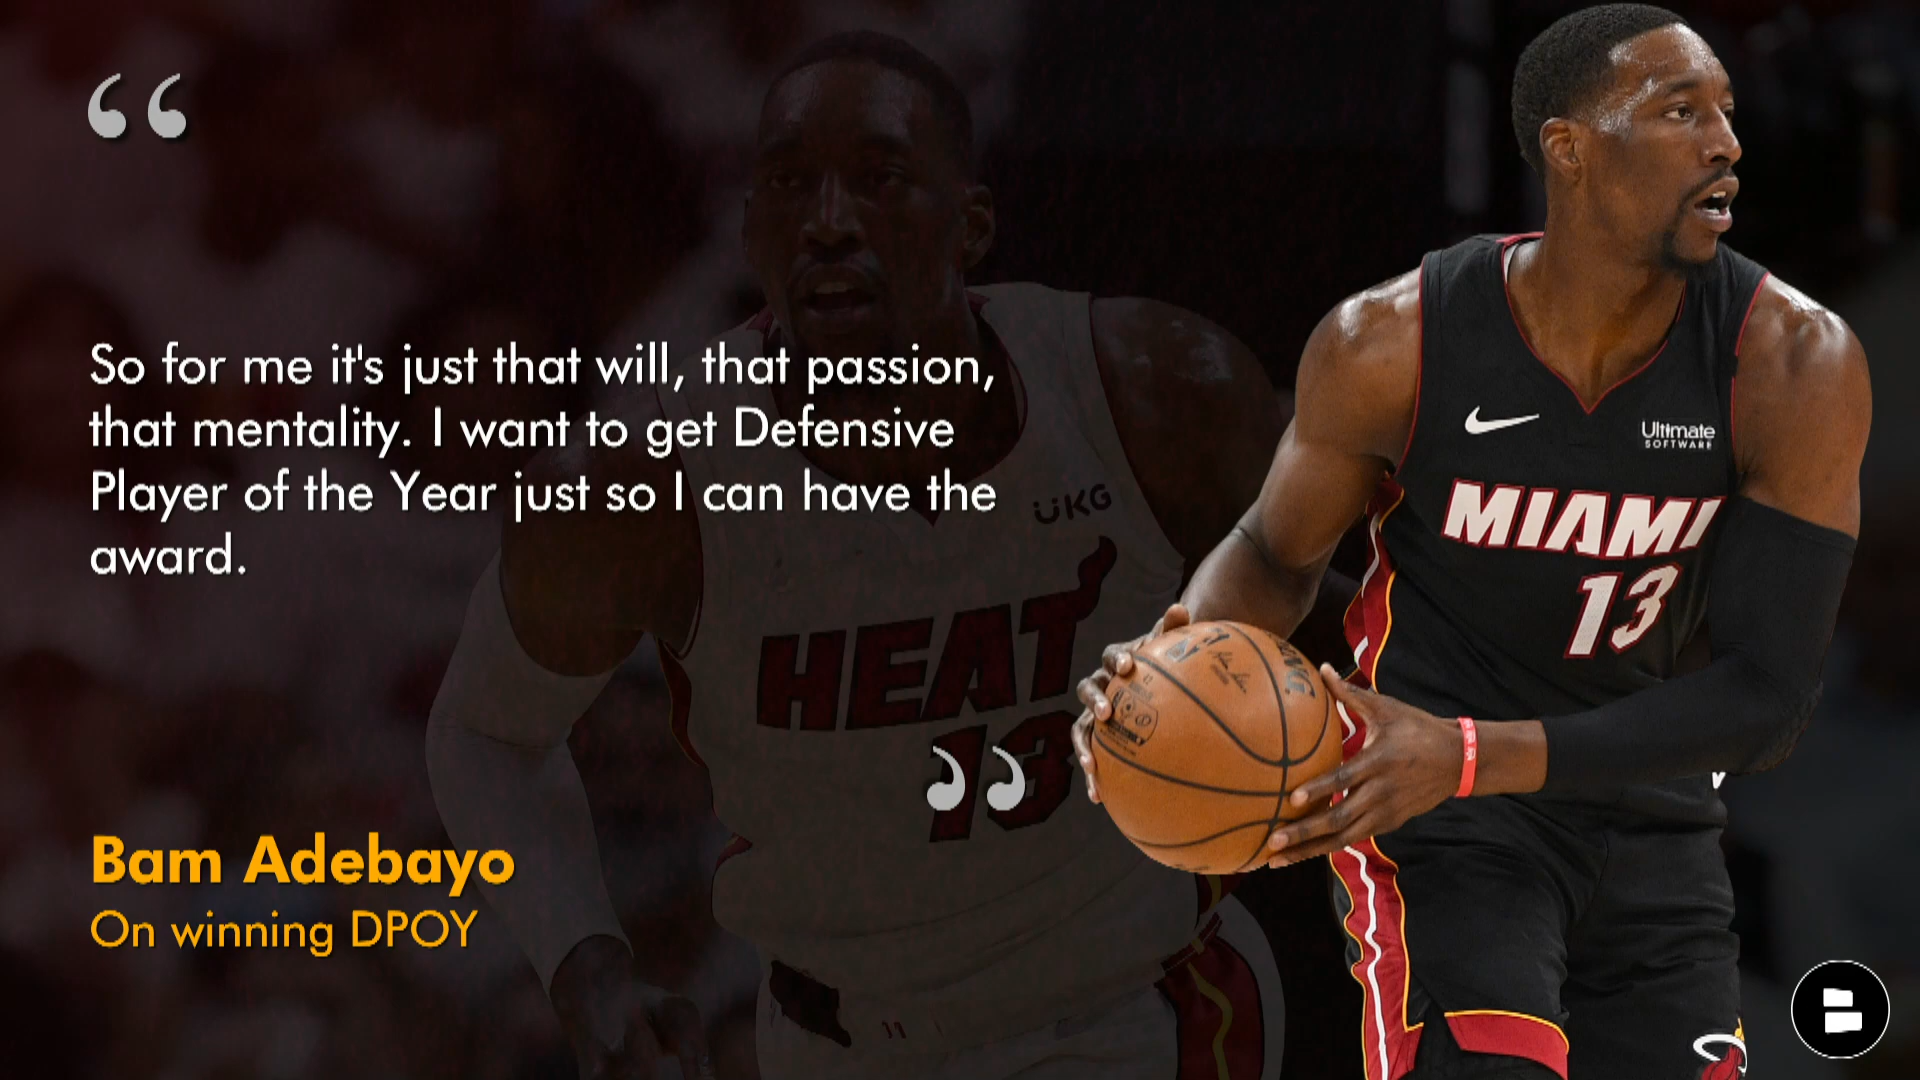 “
So for me it's just that will, that passion,
that mentality. I want to get Defensive
Player of the Year just so I can have the
award.
”
Bam Adebayo
On winning DPOY
Ultimate
SOFTWARE
MIAMI
13
UKG
HEAT
13